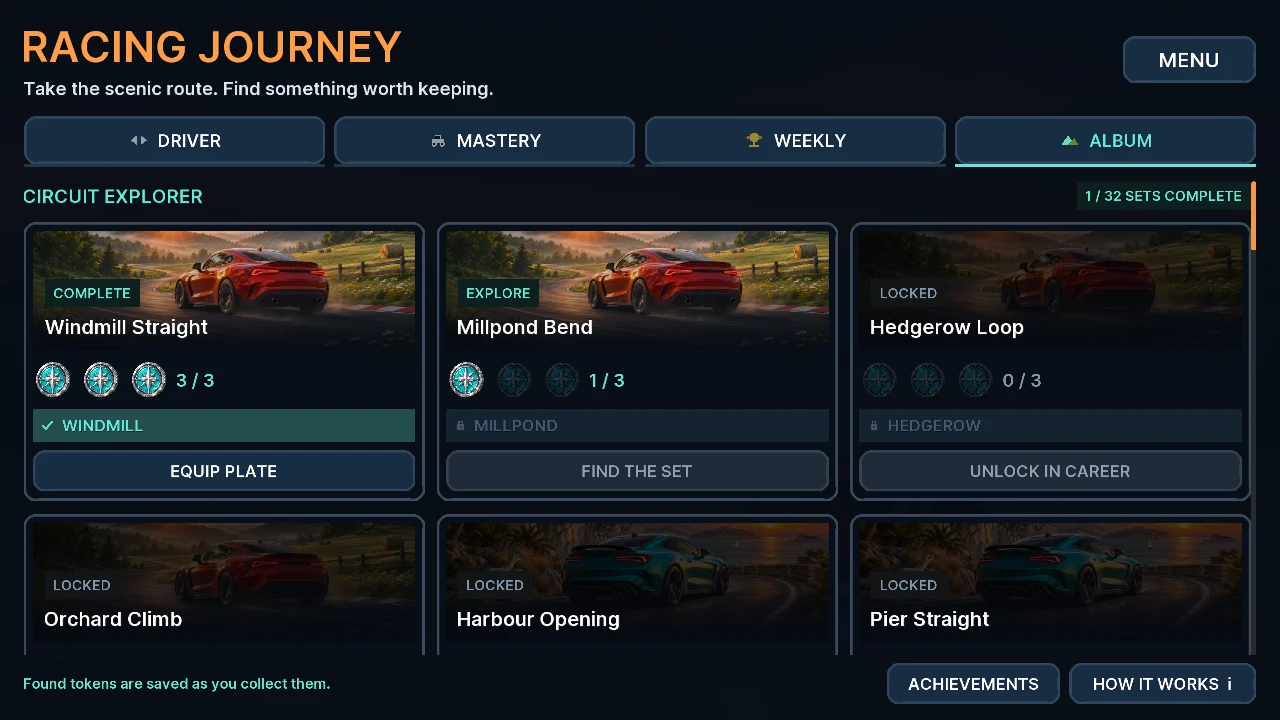 RACING JOURNEY
Take the scenic route. Find something worth keeping.
MENU
DRIVER
MASTERY
WEEKLY
ALBUM
CIRCUIT EXPLORER
1 / 32 SETS COMPLETE
COMPLETE
Windmill Straight
3 / 3
WINDMILL
EQUIP PLATE
EXPLORE
Millpond Bend
1 / 3
MILLPOND
FIND THE SET
LOCKED
Hedgerow Loop
0 / 3
HEDGEROW
UNLOCK IN CAREER
LOCKED
Orchard Climb
LOCKED
Harbour Opening
LOCKED
Pier Straight
Found tokens are saved as you collect them.
ACHIEVEMENTS
HOW IT WORKS i